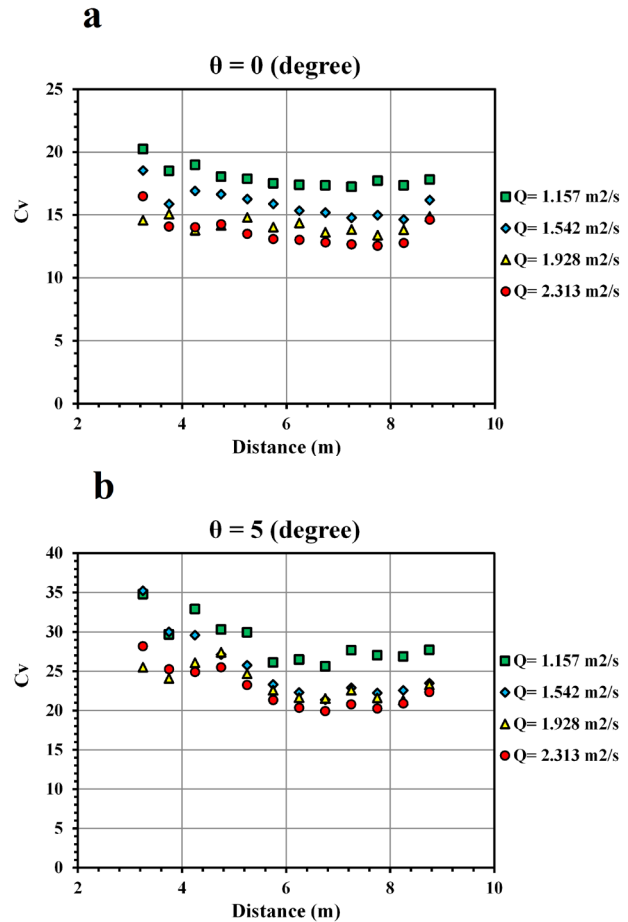 a
θ = 0 (degree)
25
20
15
10
5
0
Cv
2 4 6 8 10
Distance (m)
Q= 1.157 m2/s
Q= 1.542 m2/s
Q= 1.928 m2/s
Q= 2.313 m2/s
b
θ = 5 (degree)
40
35
30
25
20
15
10
5
0
Cv
2 4 6 8 10
Distance (m)
Q= 1.157 m2/s
Q= 1.542 m2/s
Q= 1.928 m2/s
Q= 2.313 m2/s